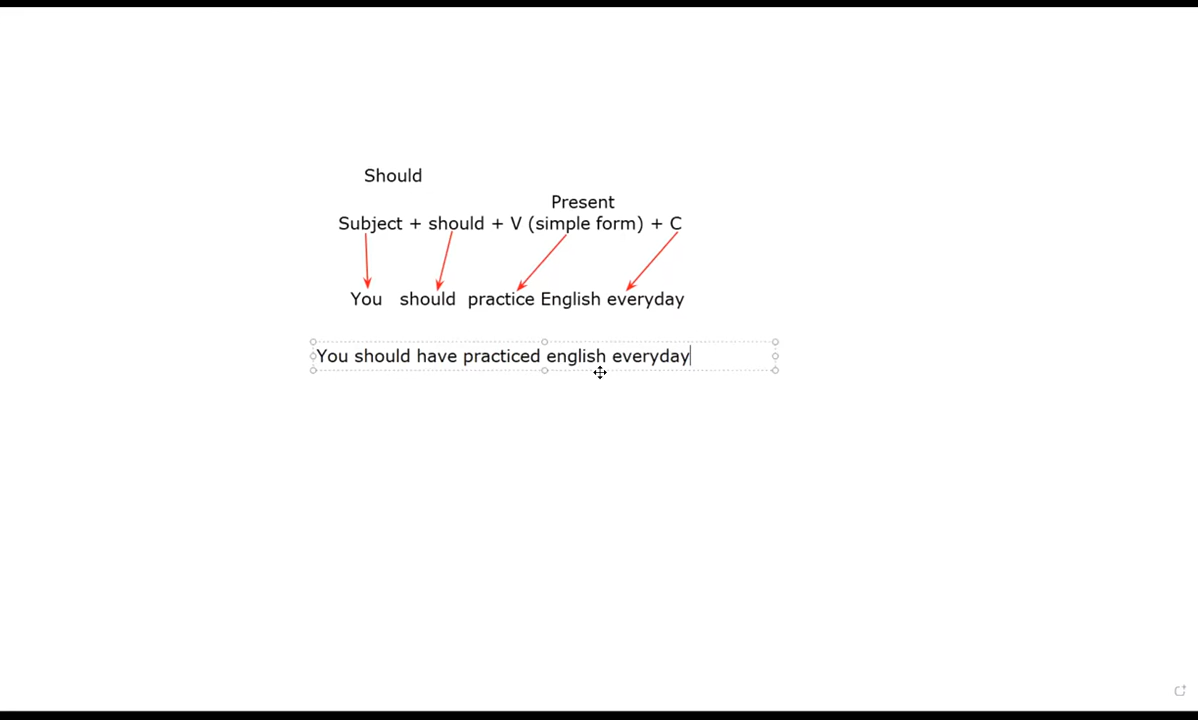 Should
Present
Subject + should + V (simple form) + C
You should practice English everyday
You should have practiced english everyday